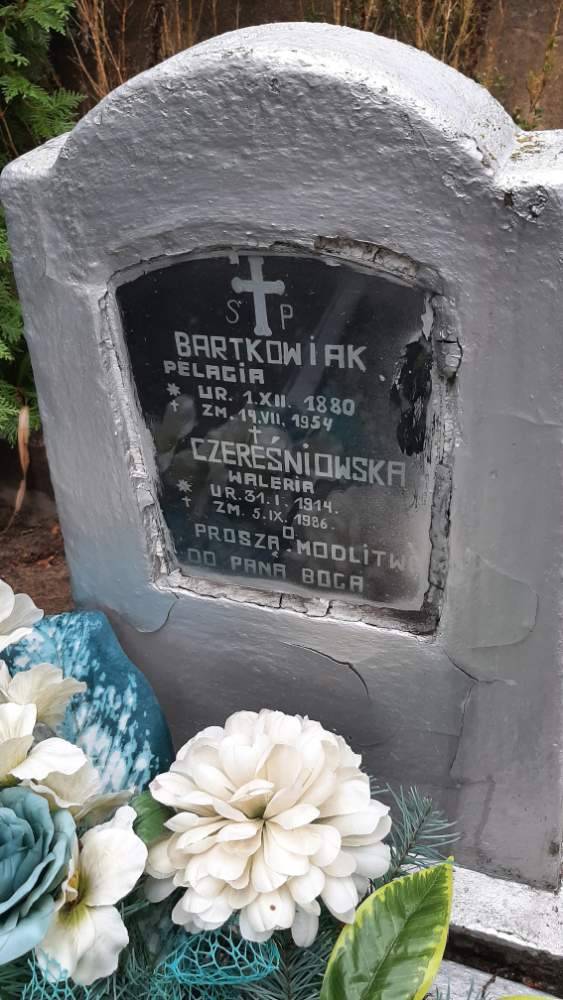 S P
BARTKOWIAK
PELAGIA
* UR. 1.XII. 1880
† ZM. 19.VII. 1954
†
CZEREŚNIOWSKA
WALERIA
* UR. 31.I. 1914.
† ZM. 5.IX. 1986.
PROSZĄ O MODLITWĘ
DO PANA BOGA